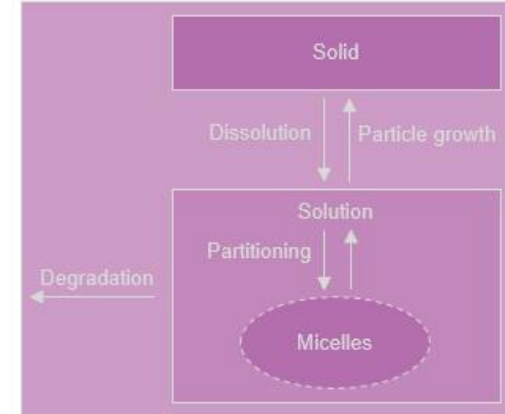 Solid
Dissolution
Particle growth
Solution
Partitioning
Degradation
Micelles